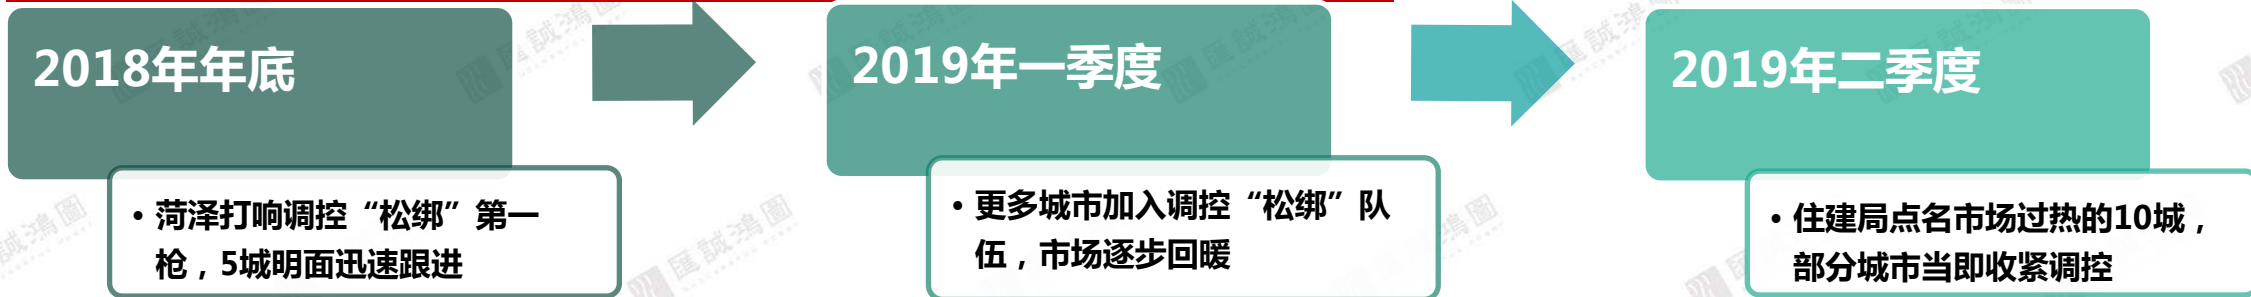 2018年年底
• 菏泽打响调控“松绑”第一
枪，5城明面迅速跟进
2019年一季度
• 更多城市加入调控“松绑”队
伍，市场逐步回暖
2019年二季度
• 住建局点名市场过热的10城，
部分城市当即收紧调控
匯誠鴻圖